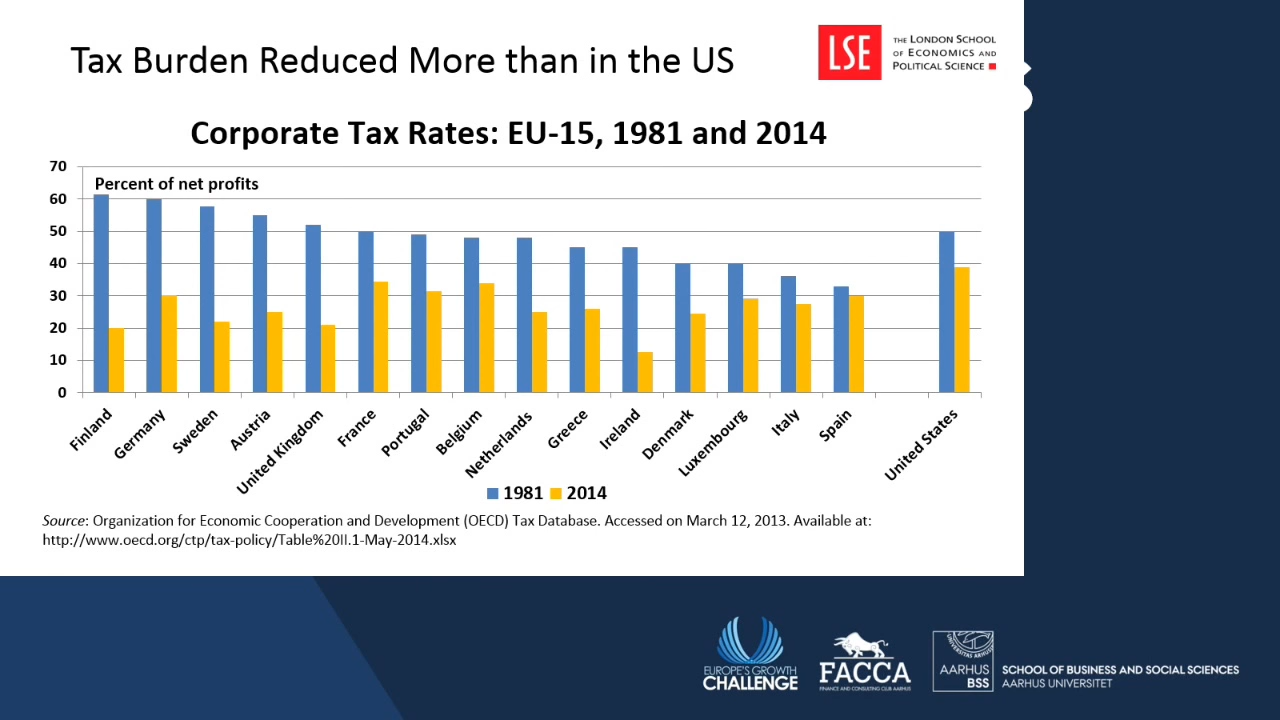 Tax Burden Reduced More than in the US
LSE
THE LONDON SCHOOL
OF ECONOMICS AND
POLITICAL SCIENCE
S
Corporate Tax Rates: EU-15, 1981 and 2014
70
Percent of net profits
60
50
40
30
20
10
0
Finland
Germany
Sweden
Austria
United Kingdom
France
Portugal
Belgium
Netherlands
Greece
Ireland
Denmark
Luxembourg
Italy
Spain
United States
1981 2014
Source: Organization for Economic Cooperation and Development (OECD) Tax Database. Accessed on March 12, 2013. Available at:
http://www.oecd.org/ctp/tax-policy/Table%20II.1-May-2014.xlsx
EUROPE'S GROWTH
CHALLENGE
FACCA
FINANCE AND CONSULTING CLUB AARHUS
AARHUS
BSS
SCHOOL OF BUSINESS AND SOCIAL SCIENCES
AARHUS UNIVERSITET